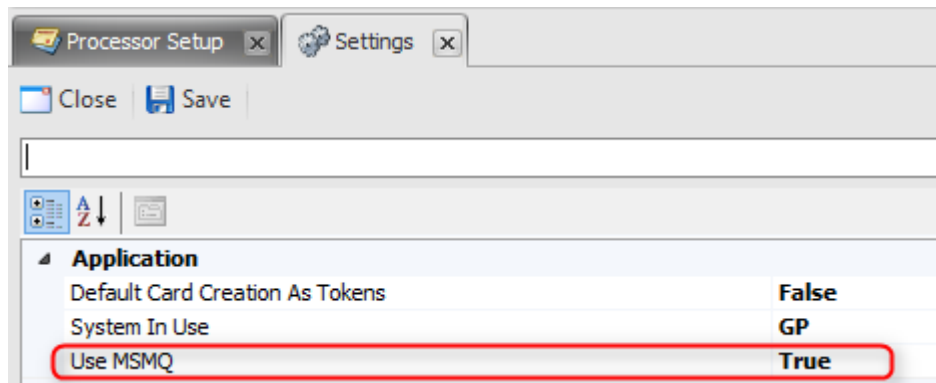 Processor Setup Settings
Close Save
A
Z
Application
Default Card Creation As Tokens False
System In Use GP
Use MSMQ True